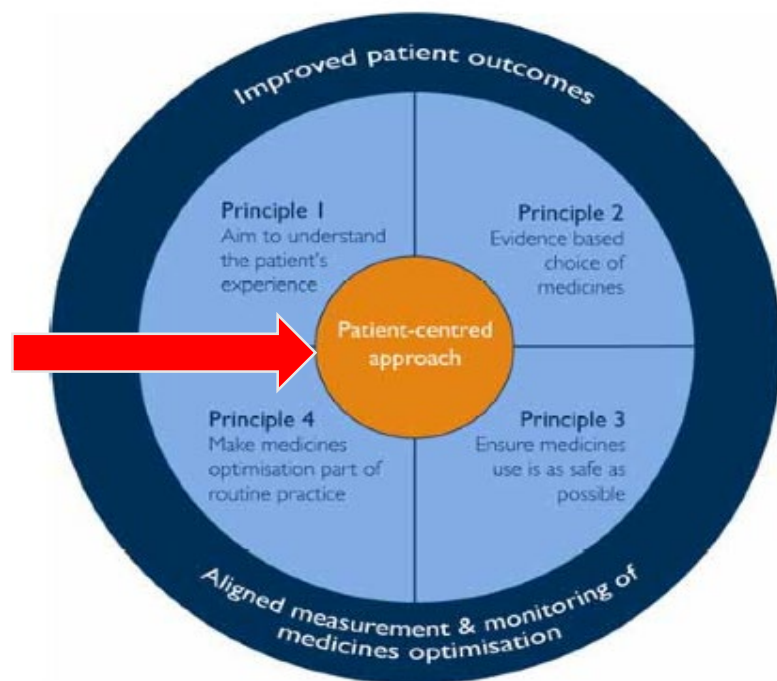 Improved patient outcomes
Principle 1
Aim to understand
the patient's
experience
Principle 2
Evidence based
choice of
medicines
Patient-centred
approach
Principle 4
Make medicines
optimisation part of
routine practice
Principle 3
Ensure medicines
use is as safe as
possible
Aligned measurement & monitoring of
medicines optimisation